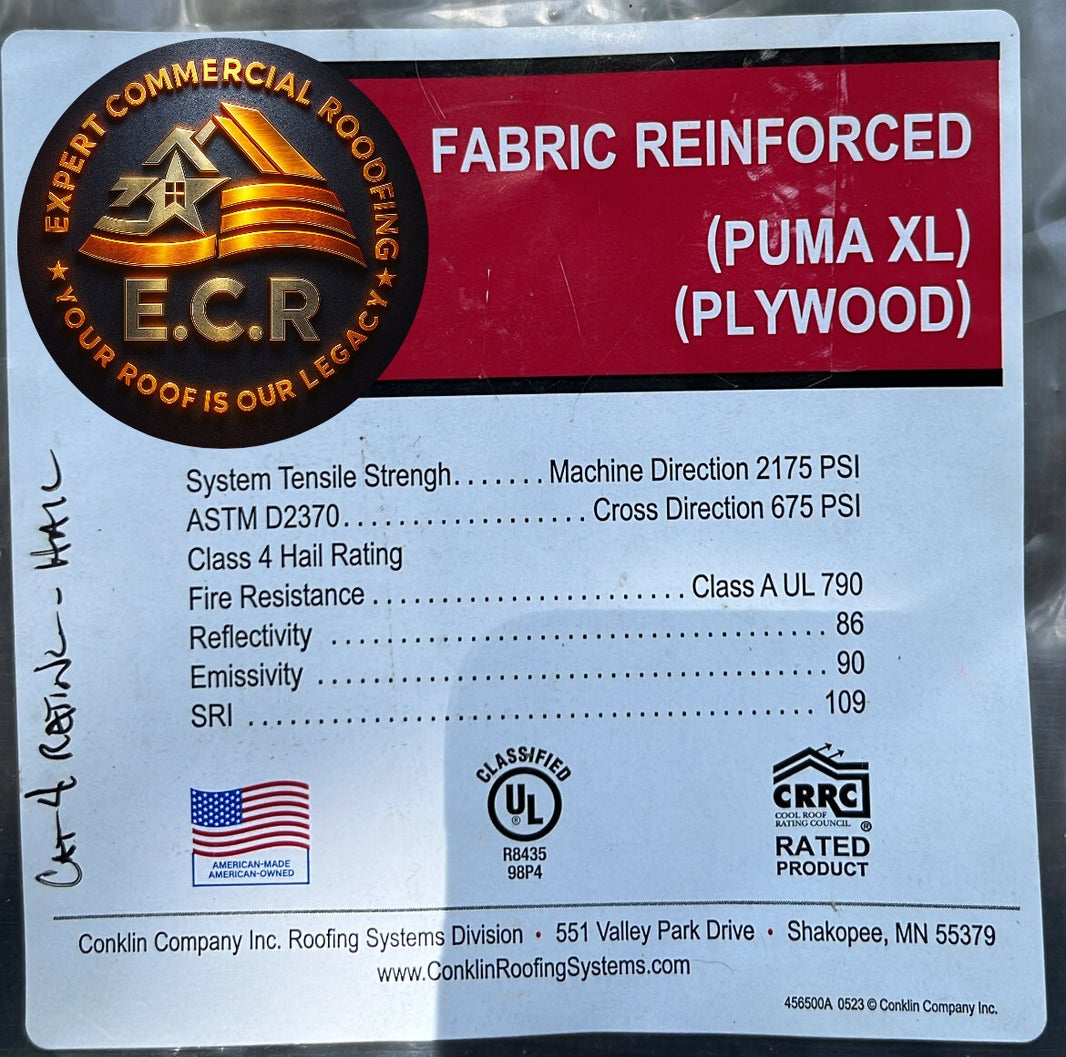 EXPERT COMMERCIAL ROOFING
E.C.R
YOUR ROOF IS OUR LEGACY
FABRIC REINFORCED
(PUMA XL)
(PLYWOOD)
System Tensile Strengh....... Machine Direction 2175 PSI
ASTM D2370................... Cross Direction 675 PSI
Class 4 Hail Rating
Fire Resistance ........................ Class A UL 790
Reflectivity ...................................... 86
Emissivity ....................................... 90
SRI ............................................. 109
CAT 4 RATING - HAIL
AMERICAN-MADE
AMERICAN-OWNED
CLASSIFIED
UL
®
R8435
98P4
CRRC
COOL ROOF
RATING COUNCIL ®
RATED
PRODUCT
Conklin Company Inc. Roofing Systems Division • 551 Valley Park Drive • Shakopee, MN 55379
www.ConklinRoofingSystems.com
456500A 0523 © Conklin Company Inc.